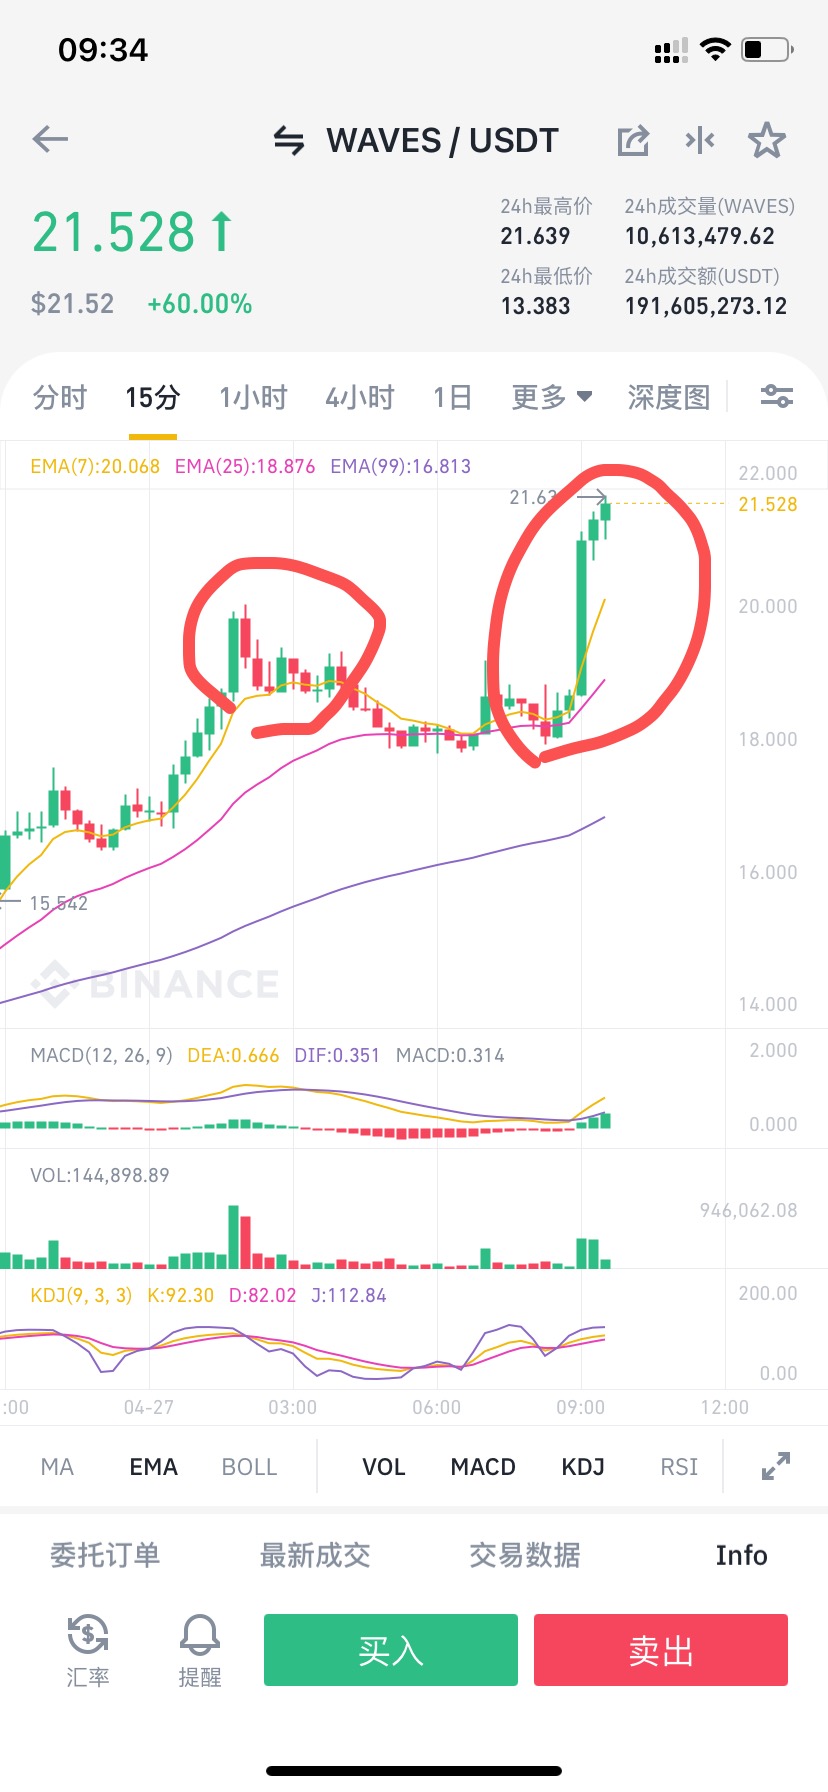 09:34
WAVES / USDT
21.528
$21.52 +60.00%
24h最高价 24h成交量(WAVES)
21.639 10,613,479.62
24h最低价 24h成交额(USDT)
13.383 191,605,273.12
分时 15分 1小时 4小时 1日 更多 深度图
EMA(7):20.068 EMA(25):18.876 EMA(99):16.813
22.000
21.63
21.528
20.000
18.000
16.000
15.542
BINANCE
14.000
MACD(12, 26, 9) DEA:0.666 DIF:0.351 MACD:0.314
2.000
0.000
VOL:144,898.89
946,062.08
KDJ(9, 3, 3) K:92.30 D:82.02 J:112.84
200.00
0.00
:00 04-27 03:00 06:00 09:00 12:00
MA EMA BOLL VOL MACD KDJ RSI
委托订单 最新成交 交易数据 Info
汇率 提醒 买入 卖出